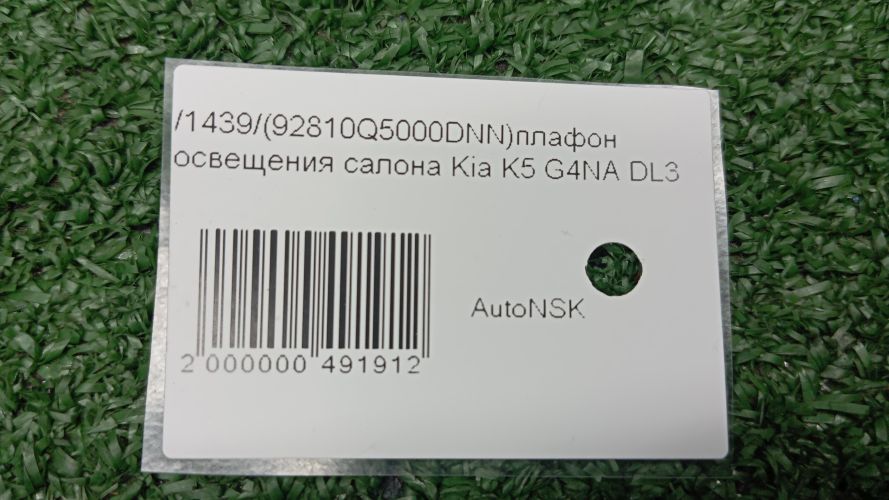 /1439/(92810Q5000DNN)плафон
освещения салона Kia K5 G4NA DL3
AutoNSK
2 000000 491912